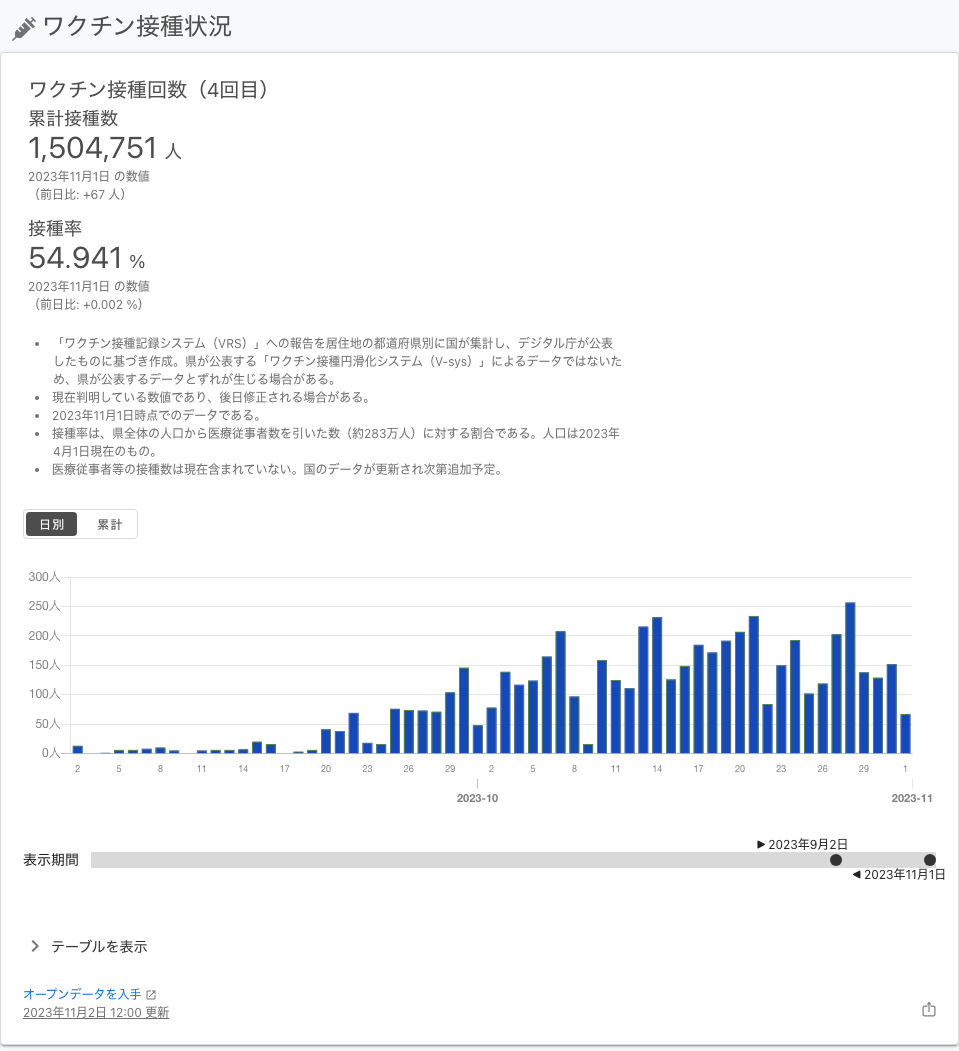 ワクチン接種状況
ワクチン接種回数（4回目）
累計接種数
1,504,751 人
2023年11月1日 の数値
（前日比: +67 人）
接種率
54.941 %
2023年11月1日 の数値
（前日比: +0.002 %）
「ワクチン接種記録システム（VRS）」への報告を居住地の都道府県別に国が集計し、デジタル庁が公表
したものに基づき作成。県が公表する「ワクチン接種円滑化システム（V-sys）」によるデータではないた
め、県が公表するデータとずれが生じる場合がある。
現在判明している数値であり、後日修正される場合がある。
2023年11月1日時点でのデータである。
接種率は、県全体の人口から医療従事者数を引いた数（約283万人）に対する割合である。人口は2023年
4月1日現在のもの。
医療従事者等の接種数は現在含まれていない。国のデータが更新され次第追加予定。
日別 累計
300人
250人
200人
150人
100人
50人
0人
2 5 8 11 14 17 20 23 26 29 2 5 8 11 14 17 20 23 26 29 1
2023-10 2023-11
▶ 2023年9月2日
表示期間
◀ 2023年11月1日
テーブルを表示
オープンデータを入手
2023年11月2日 12:00 更新